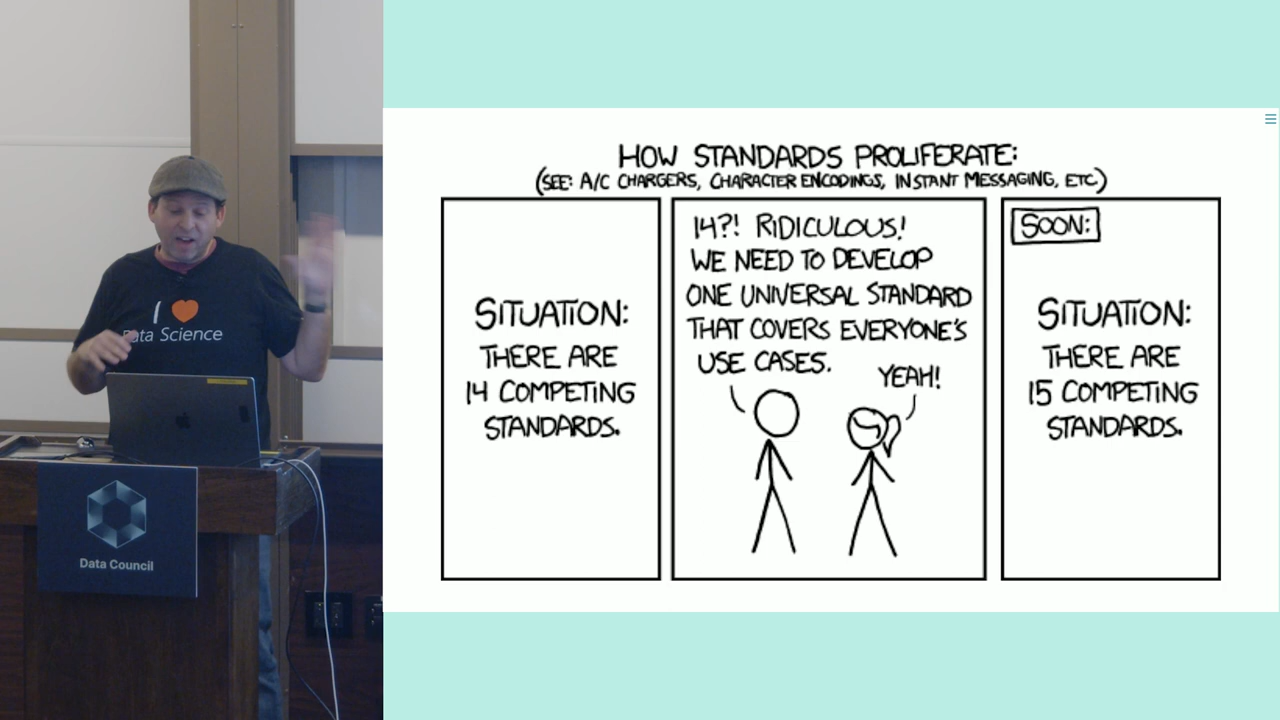 I
Data Science
Data Council
HOW STANDARDS PROLIFERATE:
(SEE: A/C CHARGERS, CHARACTER ENCODINGS, INSTANT MESSAGING, ETC.)
SITUATION:
THERE ARE
14 COMPETING
STANDARDS.
14?! RIDICULOUS!
WE NEED TO DEVELOP
ONE UNIVERSAL STANDARD
THAT COVERS EVERYONE'S
USE CASES.
YEAH!
SOON:
SITUATION:
THERE ARE
15 COMPETING
STANDARDS.